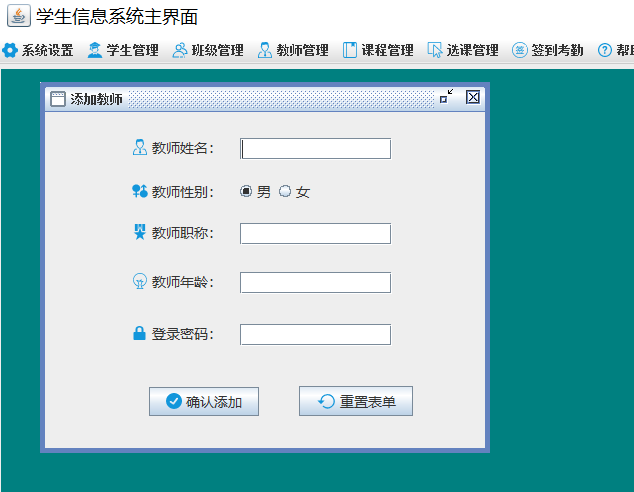 学生信息系统主界面
系统设置 学生管理 班级管理 教师管理 课程管理 选课管理 签到考勤 帮
添加教师
教师姓名：
教师性别： 男 女
教师职称：
教师年龄：
登录密码：
确认添加 重置表单